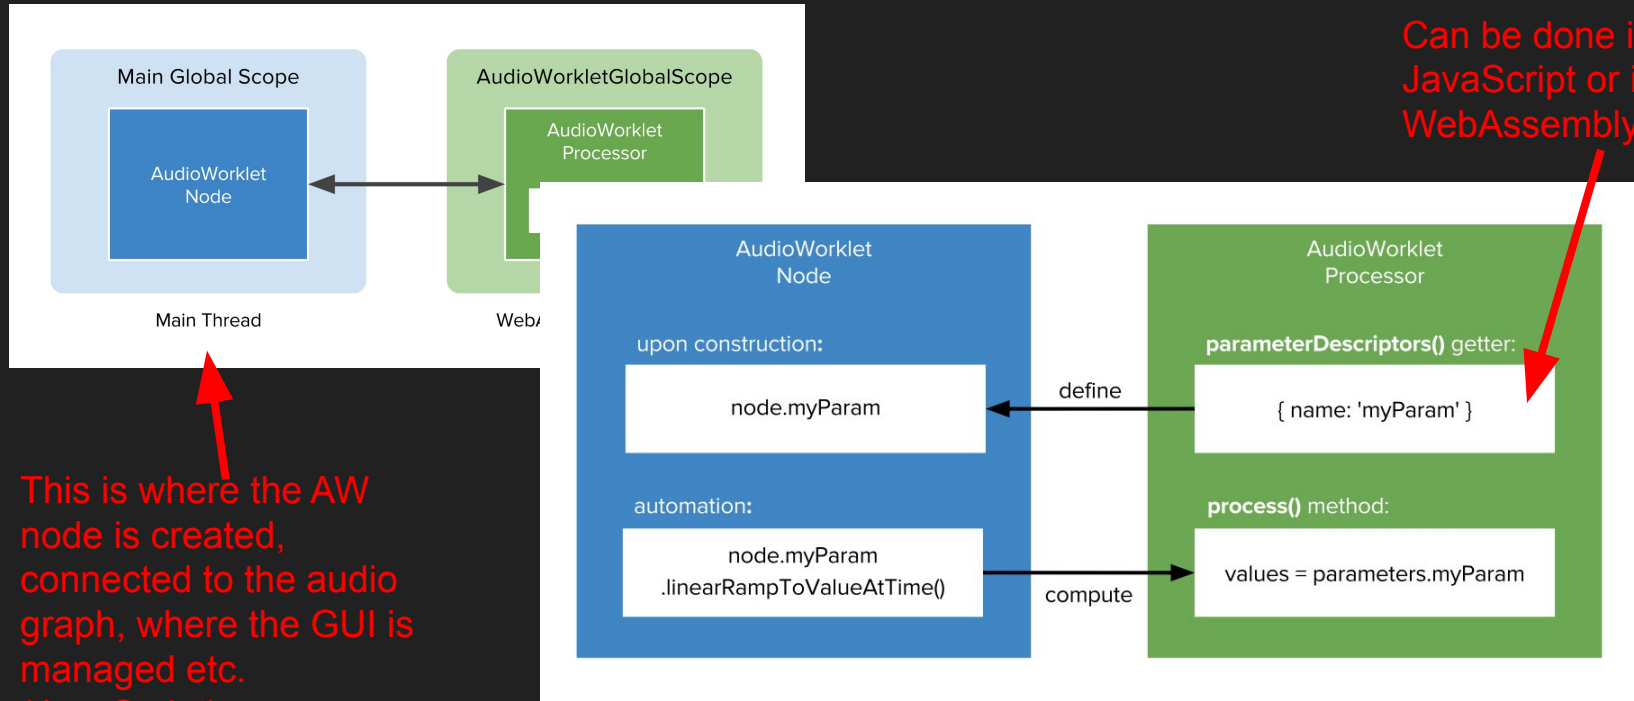 Main Global Scope
AudioWorklet
Node
Main Thread
AudioWorkletGlobalScope
AudioWorklet
Processor
Can be done
JavaScript or
WebAssembly
This is where the AW
node is created,
connected to the audio
graph, where the GUI is
managed etc.
AudioWorklet
Node
upon construction:
node.myParam
automation:
node.myParam
.linearRampToValueAtTime()
define
compute
AudioWorklet
Processor
parameterDescriptors() getter:
{ name: 'myParam' }
process() method:
values = parameters.myParam